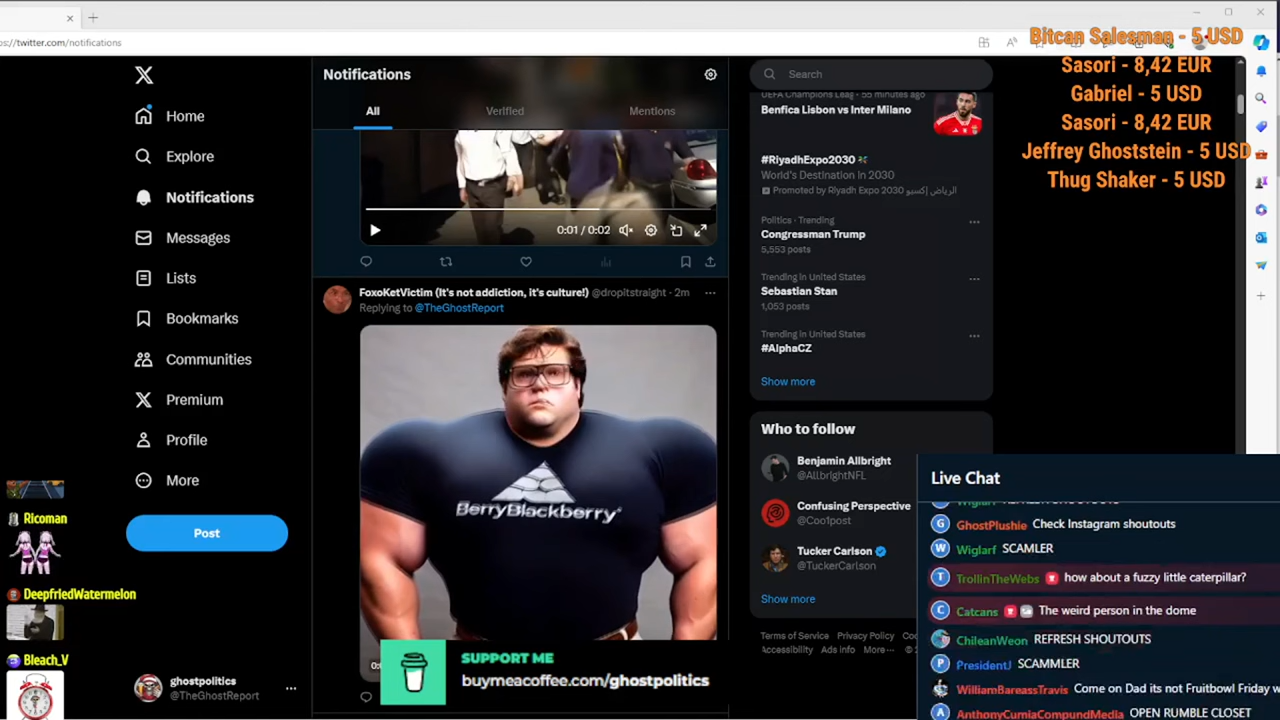 ps://twitter.com/notifications
Bitcan Salesman - 5 USD
Sasori - 8,42 EUR
Gabriel - 5 USD
Sasori - 8,42 EUR
Jeffrey Ghoststein - 5 USD
Thug Shaker - 5 USD
Home
Explore
Notifications
Messages
Lists
Bookmarks
Communities
Premium
Profile
More
Post
ghostpolitics
@TheGhostReport
Ricoman
DeepfriedWatermelon
Bleach_V
Notifications
All
Verified
Mentions
0:01 / 0:02
FoxoKetVictim (It's not addiction, it's culture!) @dropitstraight · 2m
Replying to @TheGhostReport
BerryBlackberry
SUPPORT ME
buymeacoffee.com/ghostpolitics
Search
UEFA Champions Leag · 55 minutes ago
Benfica Lisbon vs Inter Milano
#RiyadhExpo2030
World's Destination in 2030
Promoted by Riyadh Expo 2030 الرياض إكسبو
Politics · Trending
Congressman Trump
5,553 posts
Trending in United States
Sebastian Stan
1,053 posts
Trending in United States
#AlphaCZ
Show more
Who to follow
Benjamin Allbright
@AllbrightNFL
Confusing Perspective
@Coo1post
Tucker Carlson
@TuckerCarlson
Show more
Terms of Service Privacy Policy Coo
Accessibility Ads info More
Live Chat
Wiglarf REFRESH SHOUTOUTS
GhostPlushie Check Instagram shoutouts
Wiglarf SCAMLER
TrollinTheWebs how about a fuzzy little caterpillar?
Catcans The weird person in the dome
ChileanWeon REFRESH SHOUTOUTS
PresidentJ SCAMMLER
WilliamBareassTravis Come on Dad its not Fruitbowl Friday w
AnthonyCumiaCompundMedia OPEN RUMBLE CLOSET